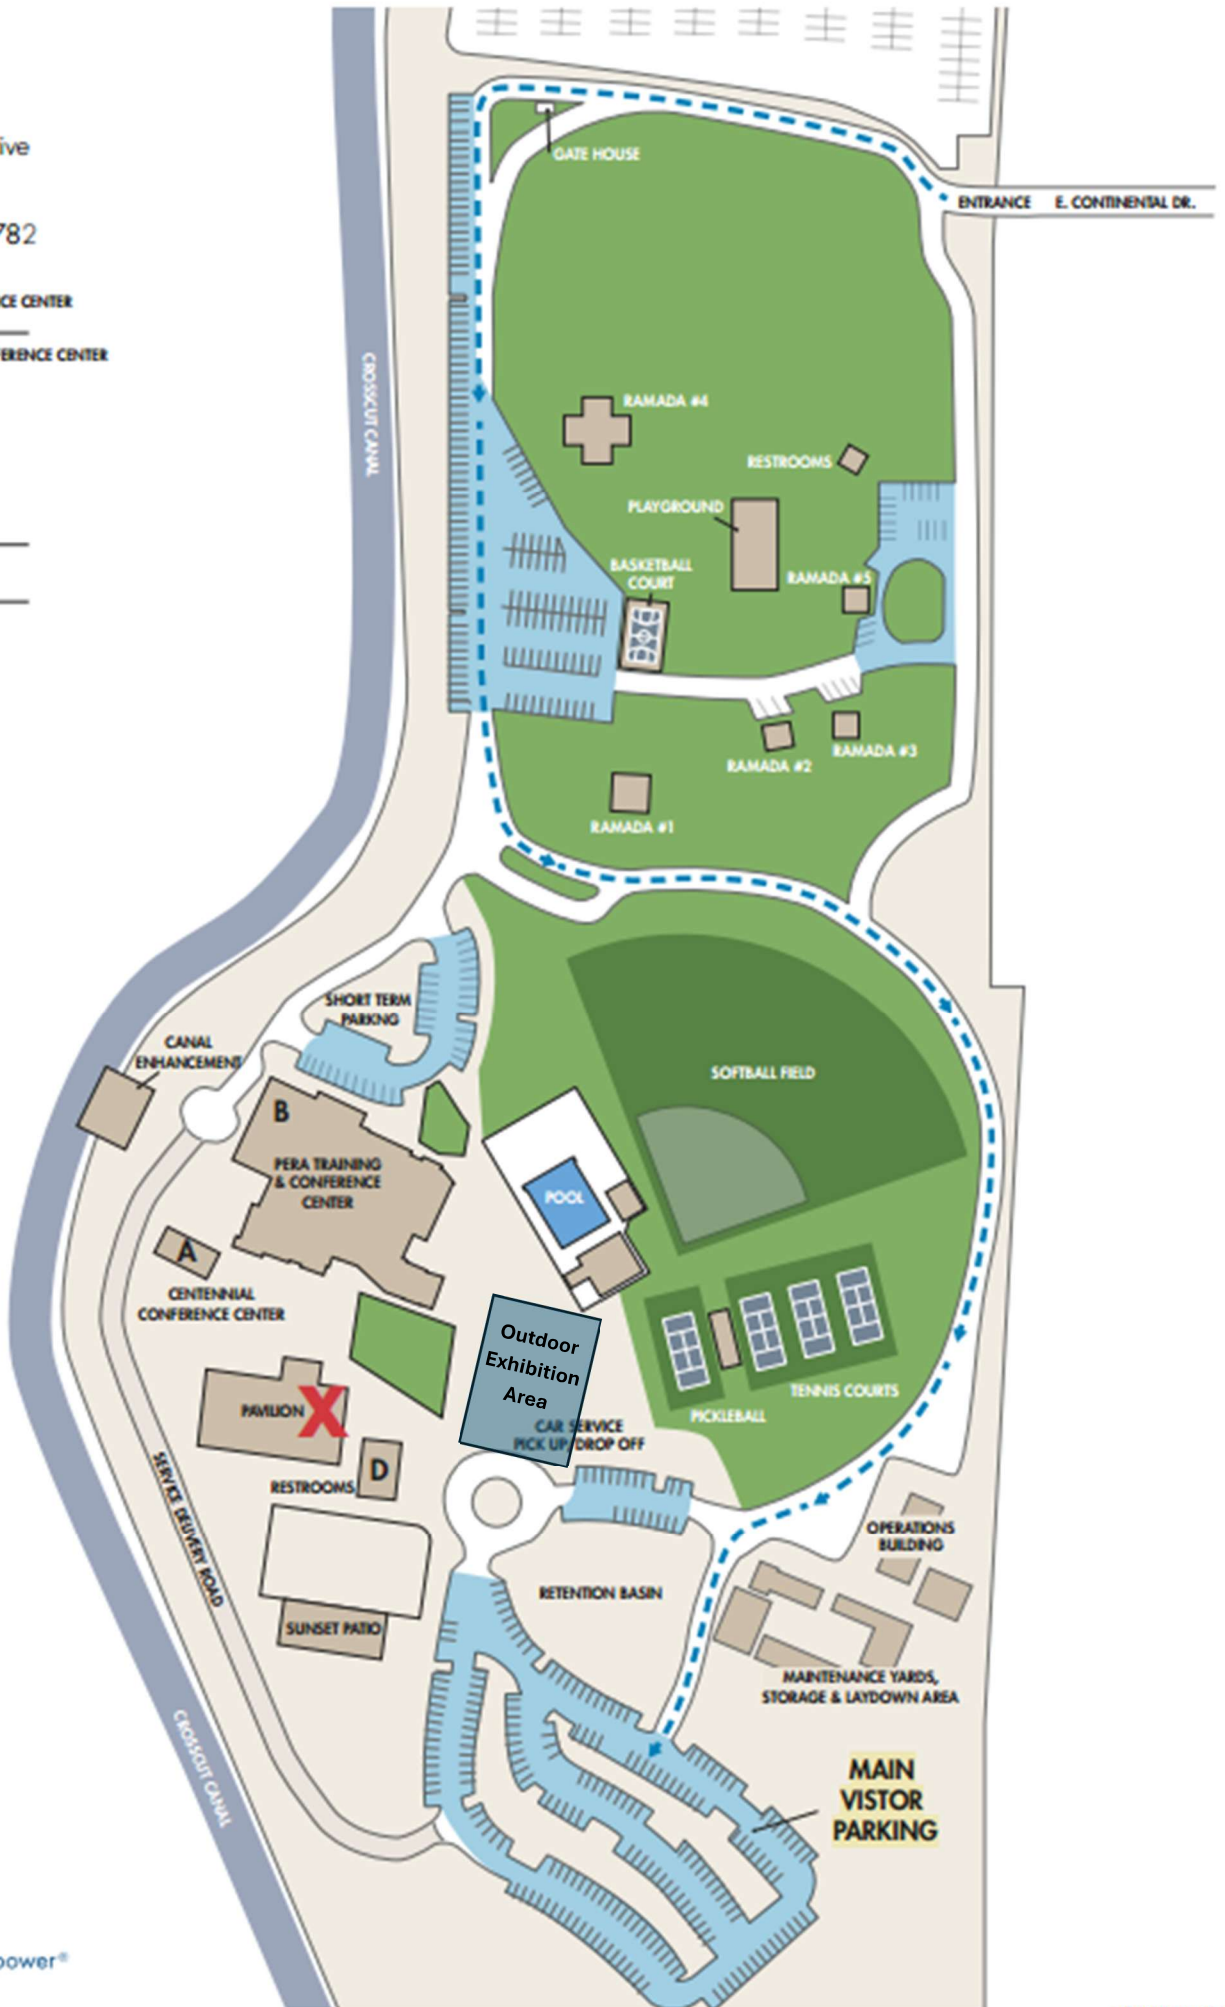 ive
782
CE CENTER
ERENCE CENTER
GATE HOUSE
ENTRANCE E. CONTINENTAL DR.
CROSSCUT CANAL
RAMADA #4
RESTROOMS
PLAYGROUND
BASKETBALL
COURT
RAMADA #5
RAMADA #2
RAMADA #3
RAMADA #1
SHORT TERM
PARKNG
CANAL
ENHANCEMENT
SOFTBALL FIELD
B
PERA TRAINING
& CONFERENCE
CENTER
POOL
A
CENTENNIAL
CONFERENCE CENTER
Outdoor
Exhibition
Area
TENNIS COURTS
PICKLEBALL
PAVILION
X
CAR SERVICE
PICK UP/DROP OFF
D
RESTROOMS
SERVICE DELIVERY ROAD
OPERATIONS
BUILDING
RETENTION BASIN
SUNSET PATIO
MAINTENANCE YARDS,
STORAGE & LAYDOWN AREA
CROSSCUT CANAL
MAIN
VISTOR
PARKING
power®